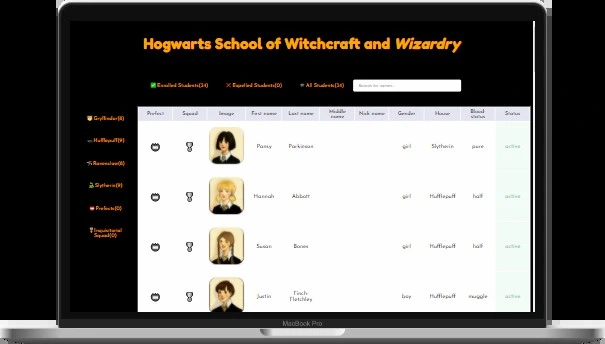 Hogwarts School of Witchcraft and Wizardry
Enrolled Students(34) Expelled Students(0) All Students(34) Search for names...
Prefect Squad Image First name Last name Middle name Nick name Gender House Blood status Status
Gryffindor(8)
Hufflepuff(9)
Ravenclaw(8)
Slytherin(9)
Prefects(0)
Inquisitorial
Squad(0)
Pansy Parkinson girl Slytherin pure active
Hannah Abbott girl Hufflepuff half active
Susan Bones girl Hufflepuff half active
Justin Finch-Fletchley boy Hufflepuff muggle active
MacBook Pro